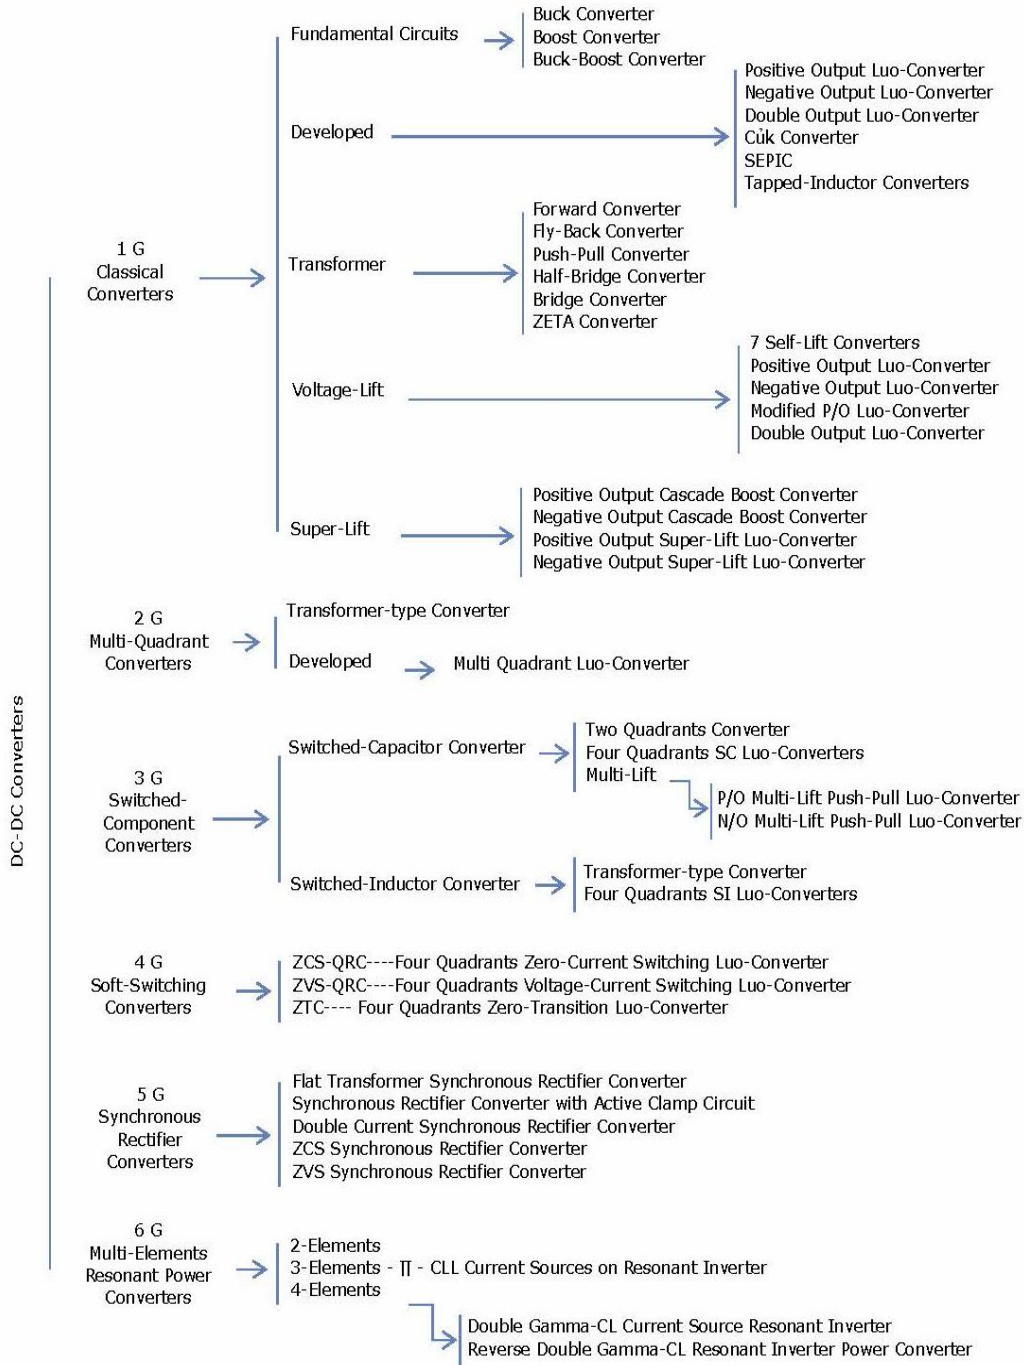 DC-DC Converters
1 G
Classical
Converters
Fundamental Circuits
Buck Converter
Boost Converter
Buck-Boost Converter
Developed
Positive Output Luo-Converter
Negative Output Luo-Converter
Double Output Luo-Converter
Củk Converter
SEPIC
Tapped-Inductor Converters
Transformer
Forward Converter
Fly-Back Converter
Push-Pull Converter
Half-Bridge Converter
Bridge Converter
ZETA Converter
Voltage-Lift
7 Self-Lift Converters
Positive Output Luo-Converter
Negative Output Luo-Converter
Modified P/O Luo-Converter
Double Output Luo-Converter
Super-Lift
Positive Output Cascade Boost Converter
Negative Output Cascade Boost Converter
Positive Output Super-Lift Luo-Converter
Negative Output Super-Lift Luo-Converter
2 G
Multi-Quadrant
Converters
Transformer-type Converter
Developed
Multi Quadrant Luo-Converter
3 G
Switched-
Component
Converters
Switched-Capacitor Converter
Two Quadrants Converter
Four Quadrants SC Luo-Converters
Multi-Lift
P/O Multi-Lift Push-Pull Luo-Converter
N/O Multi-Lift Push-Pull Luo-Converter
Switched-Inductor Converter
Transformer-type Converter
Four Quadrants SI Luo-Converters
4 G
Soft-Switching
Converters
ZCS-QRC----Four Quadrants Zero-Current Switching Luo-Converter
ZVS-QRC----Four Quadrants Voltage-Current Switching Luo-Converter
ZTC---- Four Quadrants Zero-Transition Luo-Converter
5 G
Synchronous
Rectifier
Converters
Flat Transformer Synchronous Rectifier Converter
Synchronous Rectifier Converter with Active Clamp Circuit
Double Current Synchronous Rectifier Converter
ZCS Synchronous Rectifier Converter
ZVS Synchronous Rectifier Converter
6 G
Multi-Elements
Resonant Power
Converters
2-Elements
3-Elements - ∏ - CLL Current Sources on Resonant Inverter
4-Elements
Double Gamma-CL Current Source Resonant Inverter
Reverse Double Gamma-CL Resonant Inverter Power Converter